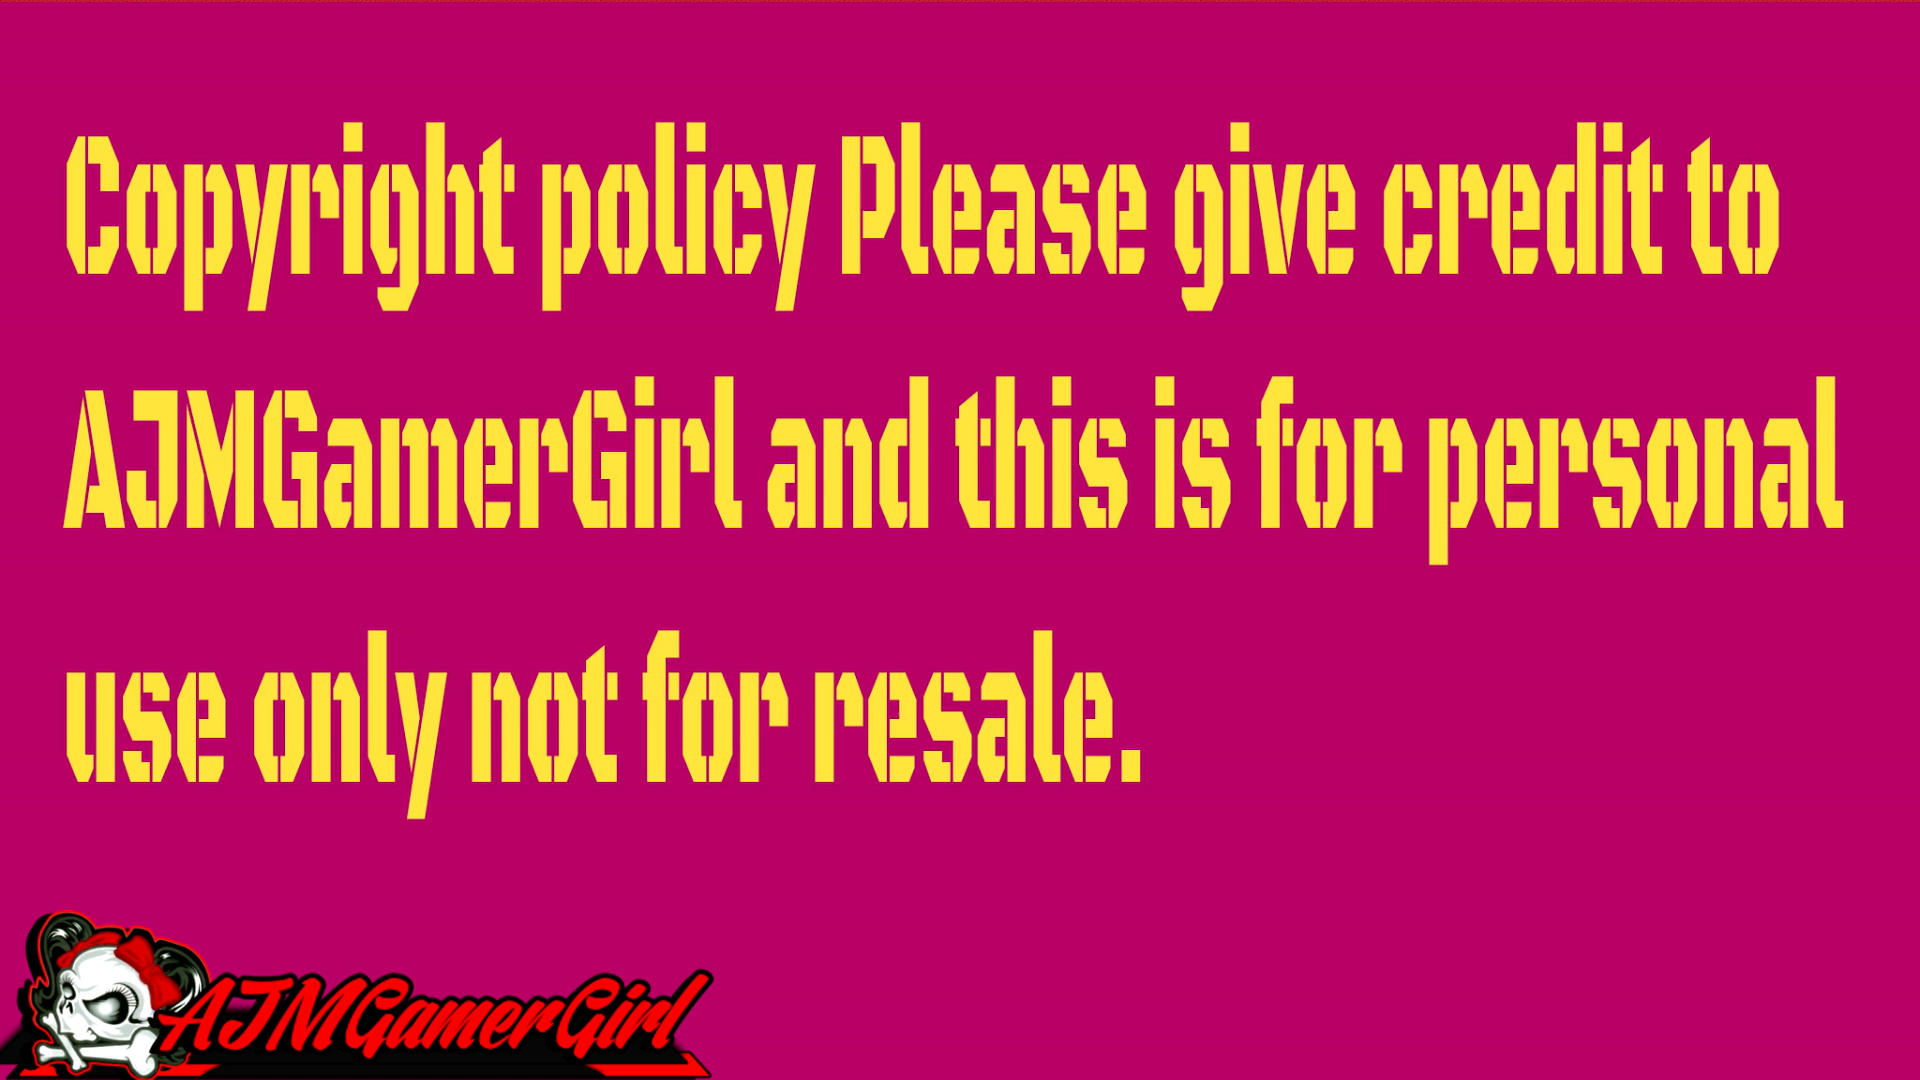 Copyright policy Please give credit to
AJMGamerGirl and this is for personal
use only not for resale.
AJMGamerGirl